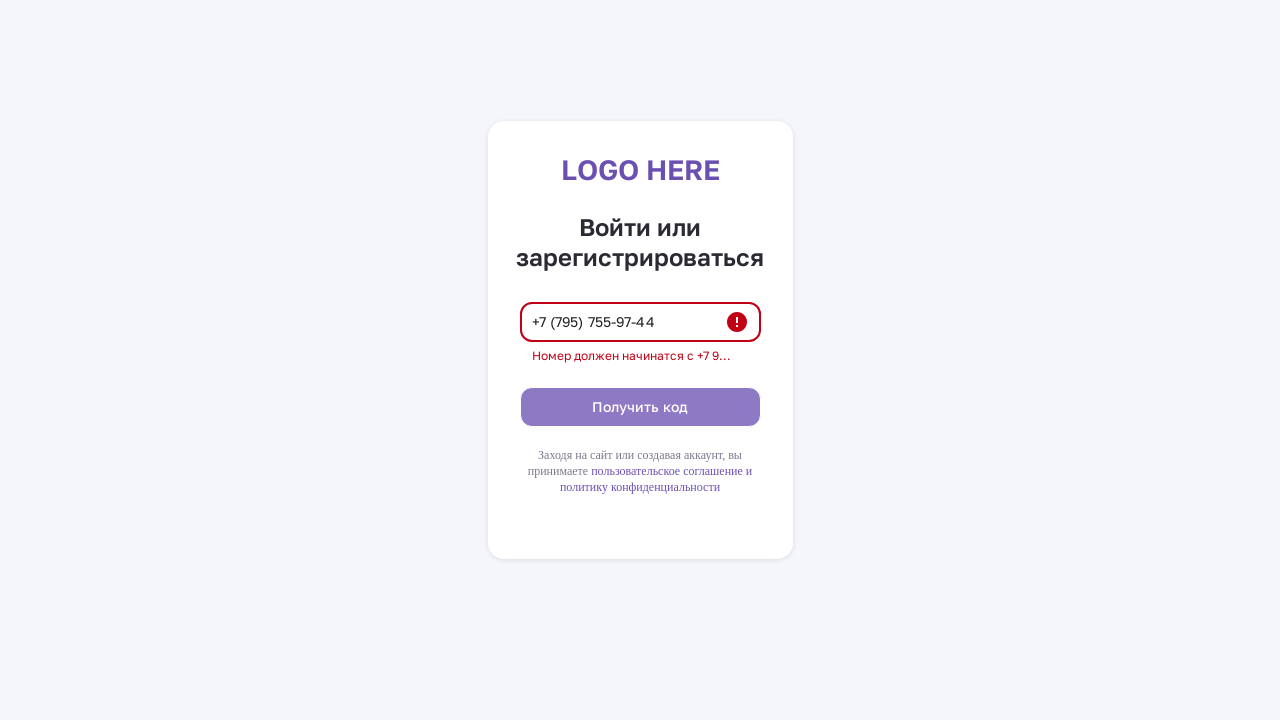 LOGO HERE
Войти или
зарегистрироваться
+7 (795) 755-97-44
Номер должен начинатся с +7 9...
Получить код
Заходя на сайт или создавая аккаунт, вы
принимаете пользовательское соглашение и
политику конфиденциальности